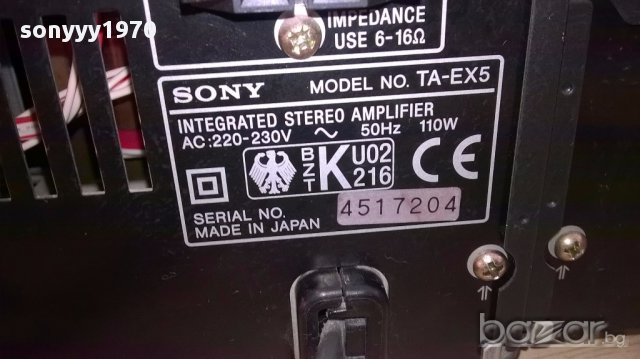 sonyyy1970
IMPEDANCE
USE 6-16Ω
SONY MODEL NO. TA-EX5
INTEGRATED STEREO AMPLIFIER
AC:220-230V ~ 50Hz 110W
BZT K U02 216 CE
SERIAL NO. 4517204
MADE IN JAPAN
bazar.bg